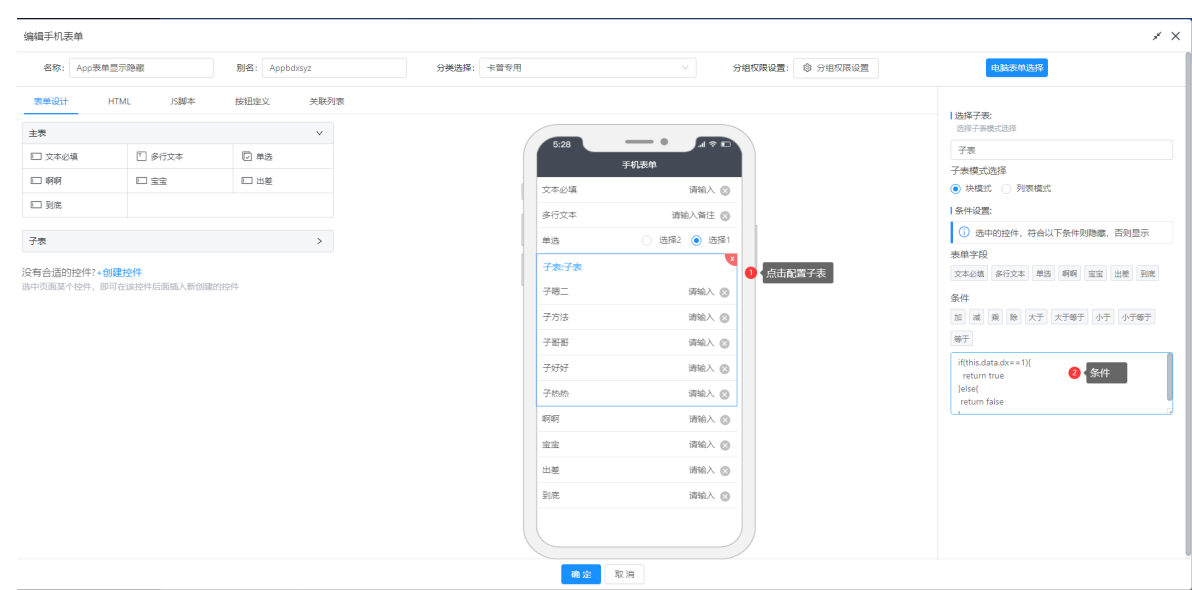 编辑手机表单
名称: App表单显示隐藏 别名: Appbdxsyz 分类选择: 卡普专用 分组权限设置: 分组权限设置 电脑表单选择
表单设计 HTML JS脚本 按钮定义 关联列表
主表
文本必填 多行文本 单选
啊啊 宝宝 出差
到底
子表
没有合适的控件?+创建控件
选中页面某个控件，即可在该控件后面插入新创建的控件
5:28
手机表单
文本必填 请输入
多行文本 请输入备注
单选 选择2 选择1
子表:子表 x
1 点击配置子表
子嗯二 请输入
子方法 请输入
子哥哥 请输入
子好好 请输入
子热热 请输入
啊啊 请输入
宝宝 请输入
出差 请输入
到底 请输入
选择子表:
选择子表模式选择
子表
子表模式选择
块模式 列表模式
条件设置:
选中的控件，符合以下条件则隐藏，否则显示
表单字段
文本必填 多行文本 单选 啊啊 宝宝 出差 到底
条件
加 减 乘 除 大于 大于等于 小于 小于等于
等于
if(this.data.dx==1){
return true
}else{
return false
2 条件
确 定 取 消